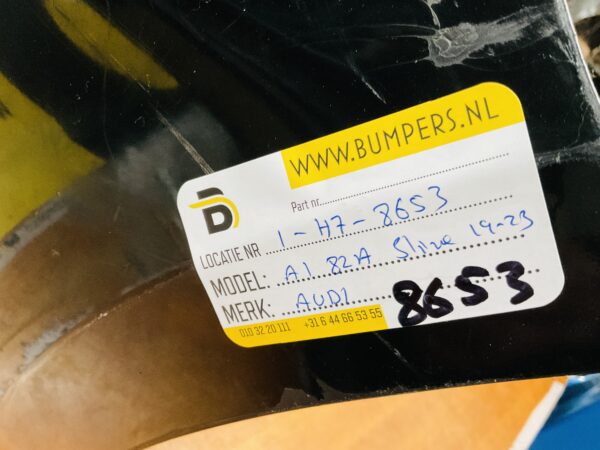 WWW.BUMPERS.NL
B
Part nr.
LOCATIE NR 1-H7-8653
MODEL: A1 82A Sline 19-23
MERK: AUDI 8653
010 32 20 111 +31 6 44 66 53 55